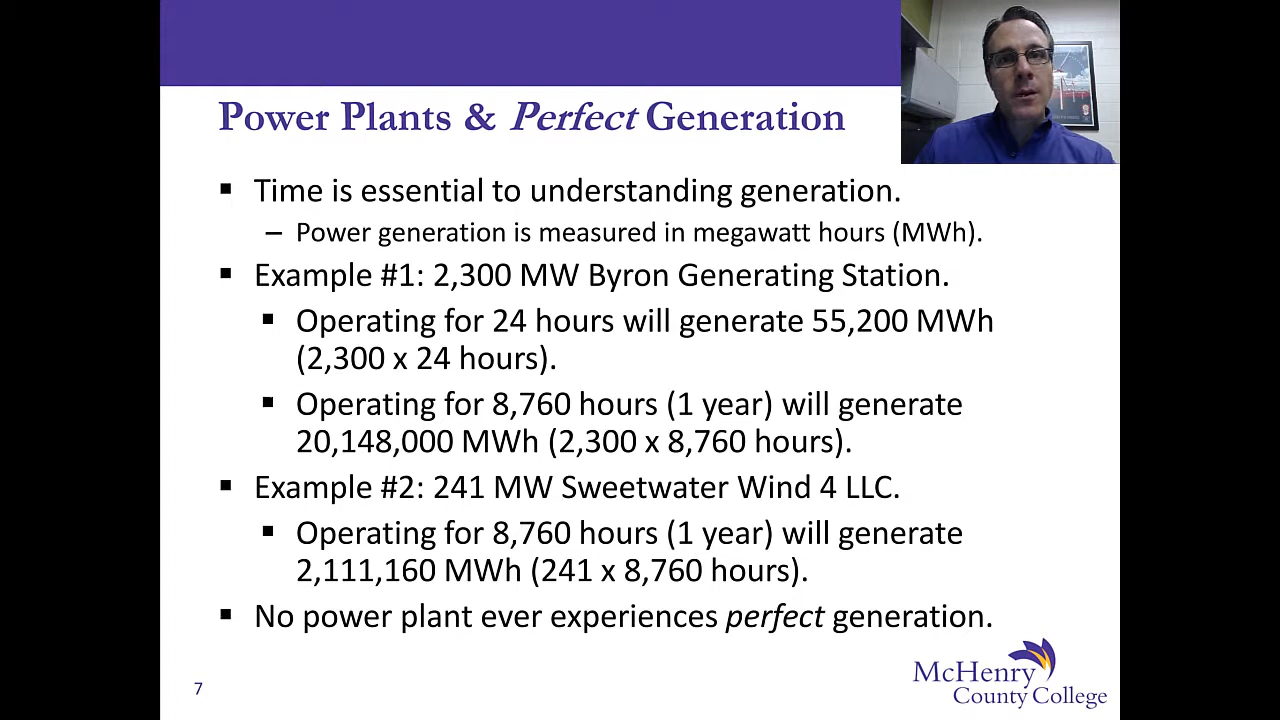 Power Plants & Perfect Generation
▪ Time is essential to understanding generation.
– Power generation is measured in megawatt hours (MWh).
▪ Example #1: 2,300 MW Byron Generating Station.
▪ Operating for 24 hours will generate 55,200 MWh
(2,300 x 24 hours).
▪ Operating for 8,760 hours (1 year) will generate
20,148,000 MWh (2,300 x 8,760 hours).
▪ Example #2: 241 MW Sweetwater Wind 4 LLC.
▪ Operating for 8,760 hours (1 year) will generate
2,111,160 MWh (241 x 8,760 hours).
▪ No power plant ever experiences perfect generation.
7
McHenry
County College